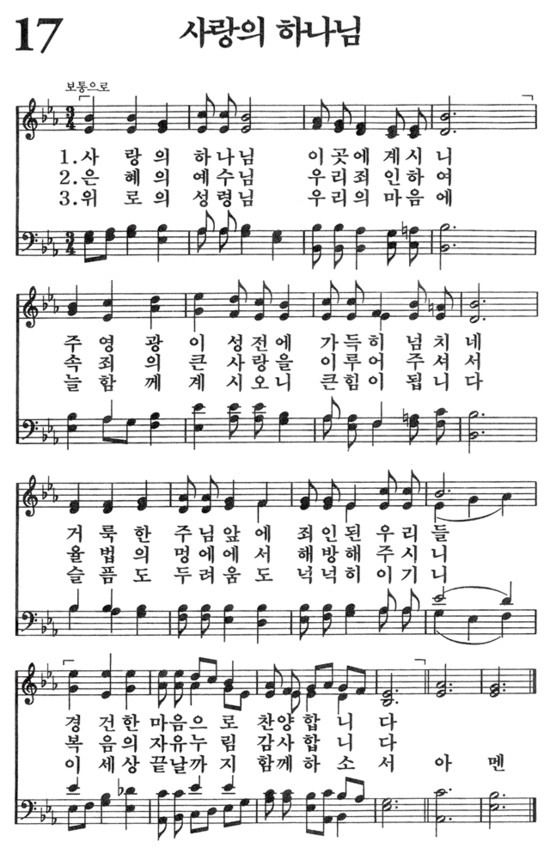 17 사랑의 하나님
보통으로
1.사 랑의 하나님 이곳에계시니
2.은 혜의 예수님 우리죄인하여
3.위 로의 성령님 우리의마음에
주영광이성전에 가득히넘치네
속죄의큰사랑을 이루어주셔서
늘함께계시오니 큰힘이됩니다
거룩한주님앞에 죄인된우리들
율법의멍에에서 해방해주시니
슬픔도두려움도 넉넉히이기니
경건한마음으로 찬양합니다
복음의자유누림 감사합니다
이세상끝날까지함께하소서 아멘